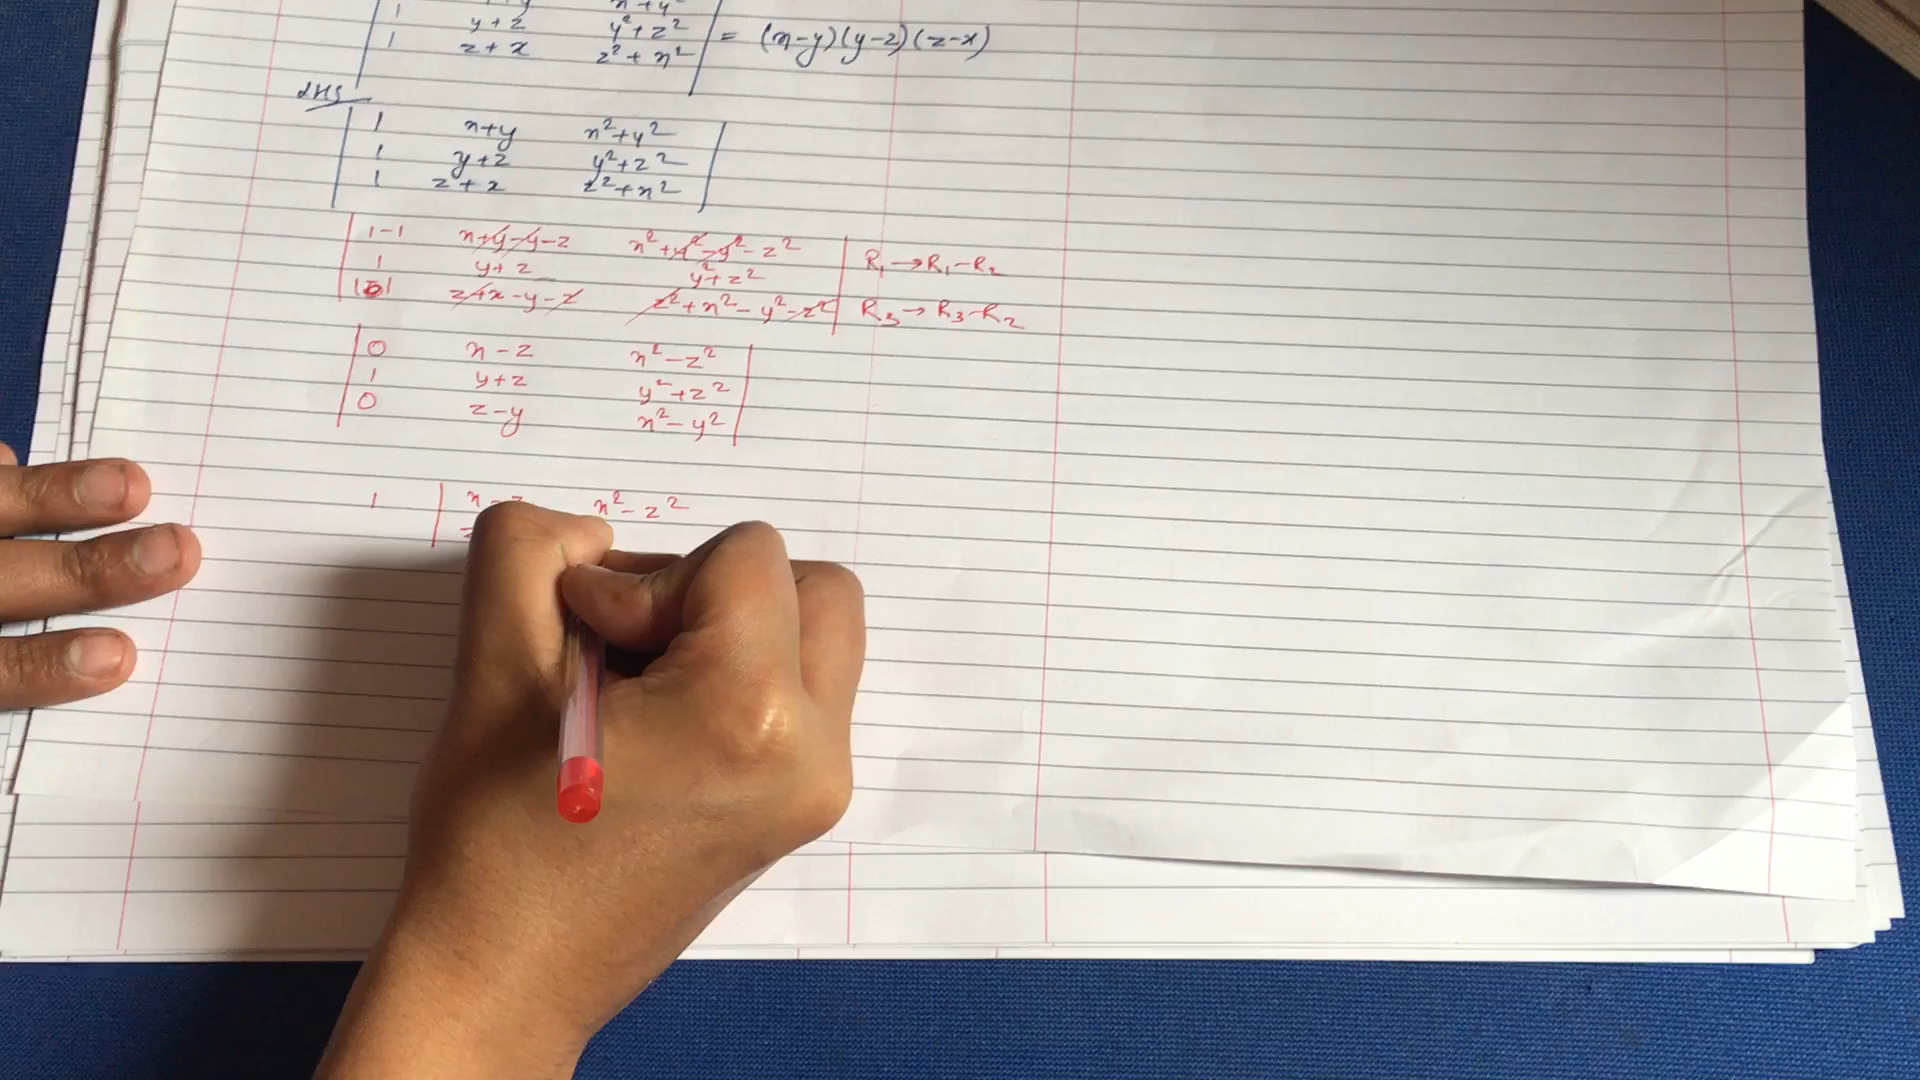 1 y+z y²+z² = (x-y)(y-z)(z-x)
1 z+x z²+x²
LHS
1 x+y x²+y²
1 y+z y²+z²
1 z+x z²+x²
1-1 x+y-y-z x²+y²-y²-z² R₁→R₁-R₂
1 y+z y²+z²
z+x-y-z z²+x²-y²-z² R₃→R₃-R₂
0 x-z x²-z²
1 y+z y²+z²
0 z-y x²-y²
1 x-z x²-z²